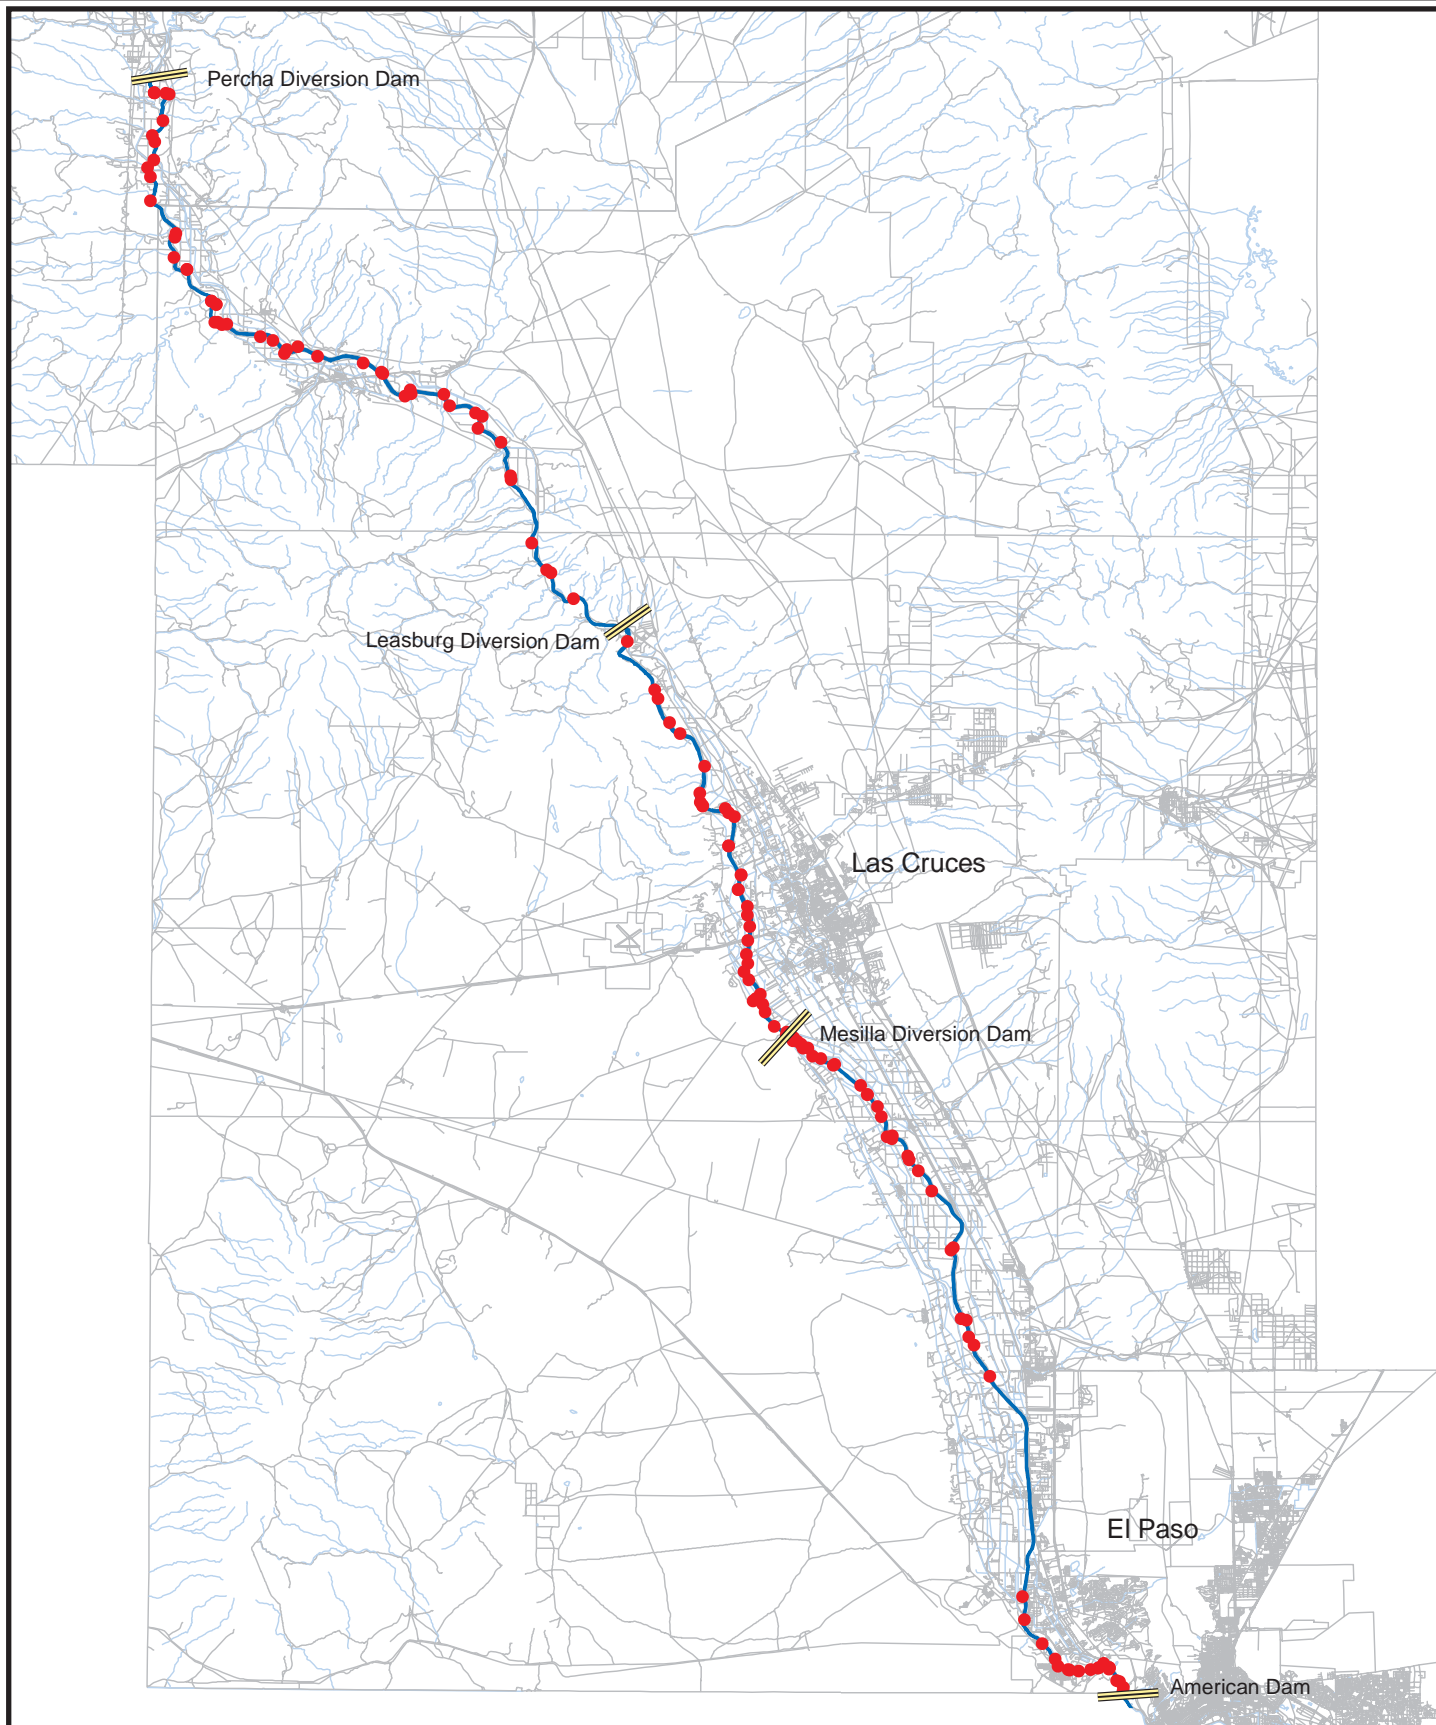 Percha Diversion Dam
Leasburg Diversion Dam
Las Cruces
Mesilla Diversion Dam
El Paso
American Dam